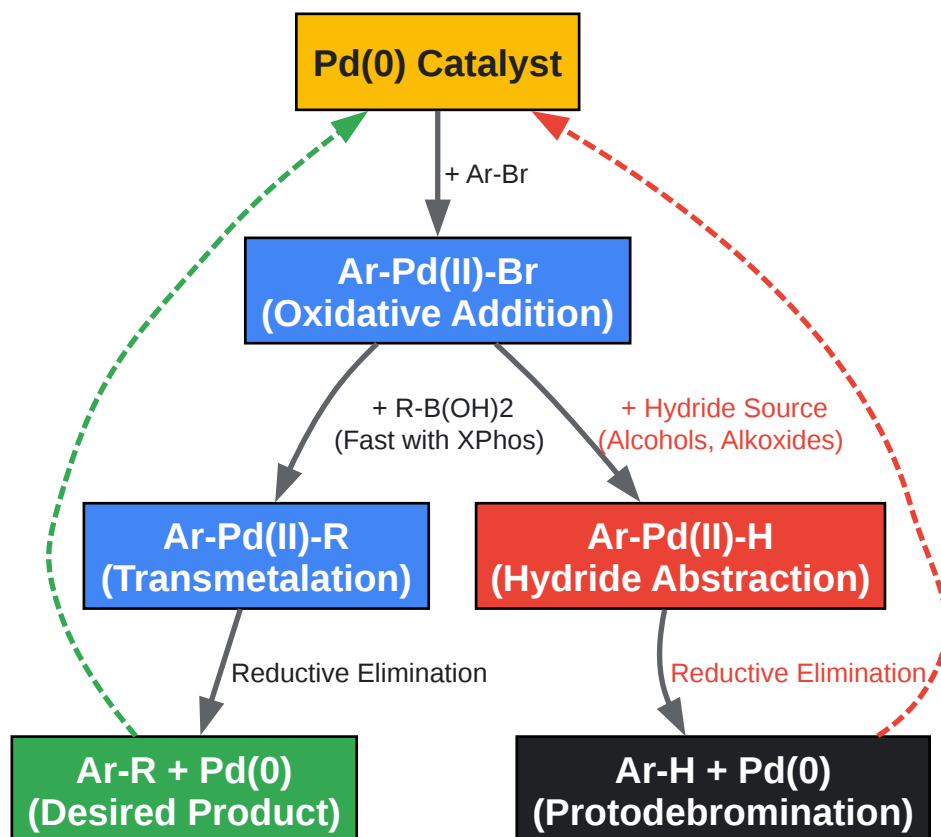 Pd(0) Catalyst
+ Ar-Br
Ar-Pd(II)-Br
(Oxidative Addition)
+ R-B(OH)2
(Fast with XPhos)
+ Hydride Source
(Alcohols, Alkoxides)
Ar-Pd(II)-R
(Transmetalation)
Ar-Pd(II)-H
(Hydride Abstraction)
Reductive Elimination
Reductive Elimination
Ar-R + Pd(0)
(Desired Product)
Ar-H + Pd(0)
(Protodebromination)